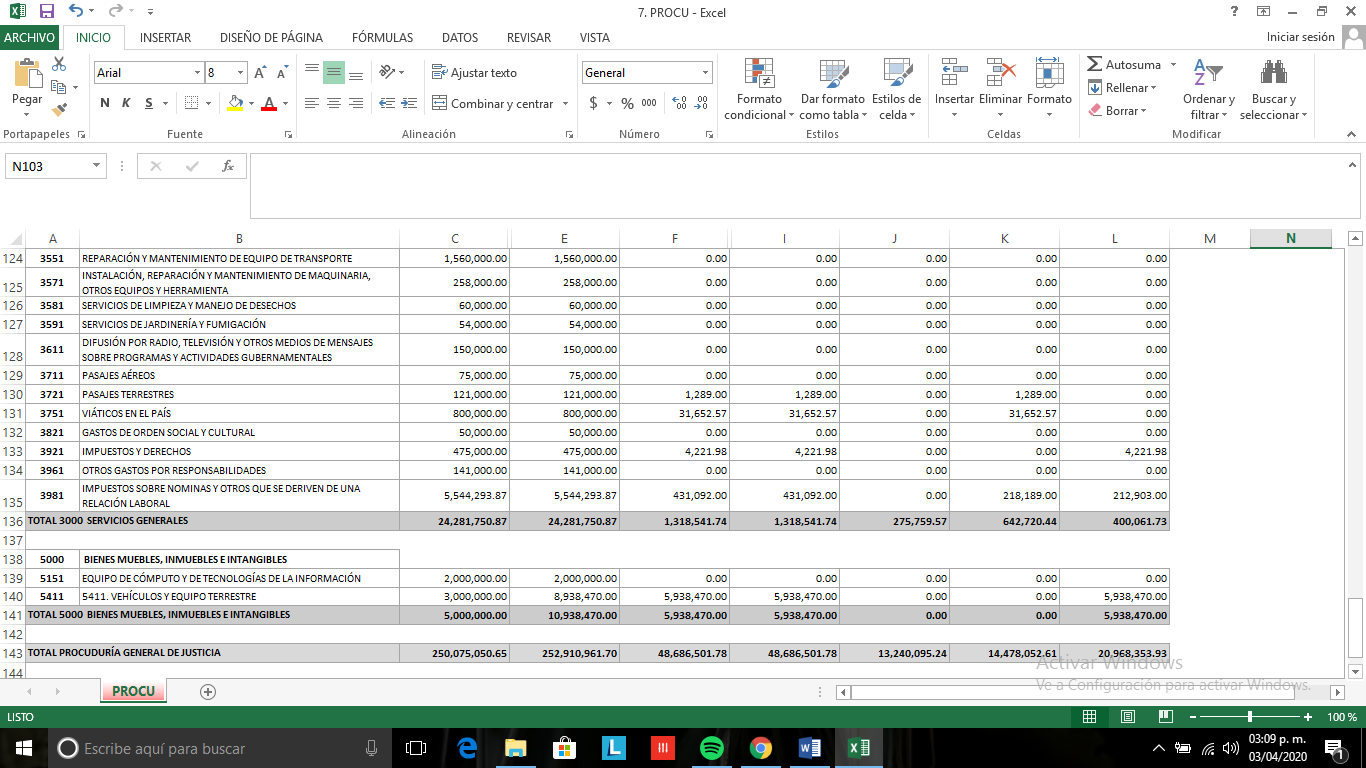 7. PROCU - Excel
?
ARCHIVO INICIO INSERTAR DISEÑO DE PÁGINA FÓRMULAS DATOS REVISAR VISTA Iniciar sesión
Pegar
Arial 8 A A
N K S A
Ajustar texto
Combinar y centrar
General
$ % 000
Formato condicional
Dar formato como tabla
Estilos de celda
Insertar Eliminar Formato
Autosuma
Rellenar
Borrar
Ordenar y filtrar
Buscar y seleccionar
Portapapeles Fuente Alineación Número Estilos Celdas Modificar
N103 fx
A B C E F I J K L M N
124 3551 REPARACIÓN Y MANTENIMIENTO DE EQUIPO DE TRANSPORTE 1,560,000.00 1,560,000.00 0.00 0.00 0.00 0.00 0.00
INSTALACIÓN, REPARACIÓN Y MANTENIMIENTO DE MAQUINARIA,
125 3571 OTROS EQUIPOS Y HERRAMIENTA 258,000.00 258,000.00 0.00 0.00 0.00 0.00 0.00
126 3581 SERVICIOS DE LIMPIEZA Y MANEJO DE DESECHOS 60,000.00 60,000.00 0.00 0.00 0.00 0.00 0.00
127 3591 SERVICIOS DE JARDINERÍA Y FUMIGACIÓN 54,000.00 54,000.00 0.00 0.00 0.00 0.00 0.00
DIFUSIÓN POR RADIO, TELEVISIÓN Y OTROS MEDIOS DE MENSAJES
128 3611 SOBRE PROGRAMAS Y ACTIVIDADES GUBERNAMENTALES 150,000.00 150,000.00 0.00 0.00 0.00 0.00 0.00
129 3711 PASAJES AÉREOS 75,000.00 75,000.00 0.00 0.00 0.00 0.00 0.00
130 3721 PASAJES TERRESTRES 121,000.00 121,000.00 1,289.00 1,289.00 0.00 1,289.00 0.00
131 3751 VIÁTICOS EN EL PAÍS 800,000.00 800,000.00 31,652.57 31,652.57 0.00 31,652.57 0.00
132 3821 GASTOS DE ORDEN SOCIAL Y CULTURAL 50,000.00 50,000.00 0.00 0.00 0.00 0.00 0.00
133 3921 IMPUESTOS Y DERECHOS 475,000.00 475,000.00 4,221.98 4,221.98 0.00 0.00 4,221.98
134 3961 OTROS GASTOS POR RESPONSABILIDADES 141,000.00 141,000.00 0.00 0.00 0.00 0.00 0.00
IMPUESTOS SOBRE NOMINAS Y OTROS QUE SE DERIVEN DE UNA
135 3981 RELACIÓN LABORAL 5,544,293.87 5,544,293.87 431,092.00 431,092.00 0.00 218,189.00 212,903.00
136 TOTAL 3000 SERVICIOS GENERALES 24,281,750.87 24,281,750.87 1,318,541.74 1,318,541.74 275,759.57 642,720.44 400,061.73
137
138 5000 BIENES MUEBLES, INMUEBLES E INTANGIBLES
139 5151 EQUIPO DE CÓMPUTO Y DE TECNOLOGÍAS DE LA INFORMACIÓN 2,000,000.00 2,000,000.00 0.00 0.00 0.00 0.00 0.00
140 5411 5411. VEHÍCULOS Y EQUIPO TERRESTRE 3,000,000.00 8,938,470.00 5,938,470.00 5,938,470.00 0.00 0.00 5,938,470.00
141 TOTAL 5000 BIENES MUEBLES, INMUEBLES E INTANGIBLES 5,000,000.00 10,938,470.00 5,938,470.00 5,938,470.00 0.00 0.00 5,938,470.00
142
143 TOTAL PROCUDURÍA GENERAL DE JUSTICIA 250,075,050.65 252,910,961.70 48,686,501.78 48,686,501.78 13,240,095.24 14,478,052.61 20,968,353.93
144
Activar Windows
Ve a Configuración para activar Windows.
PROCU
LISTO 100 %
Escribe aquí para buscar
03:09 p. m.
03/04/2020
1